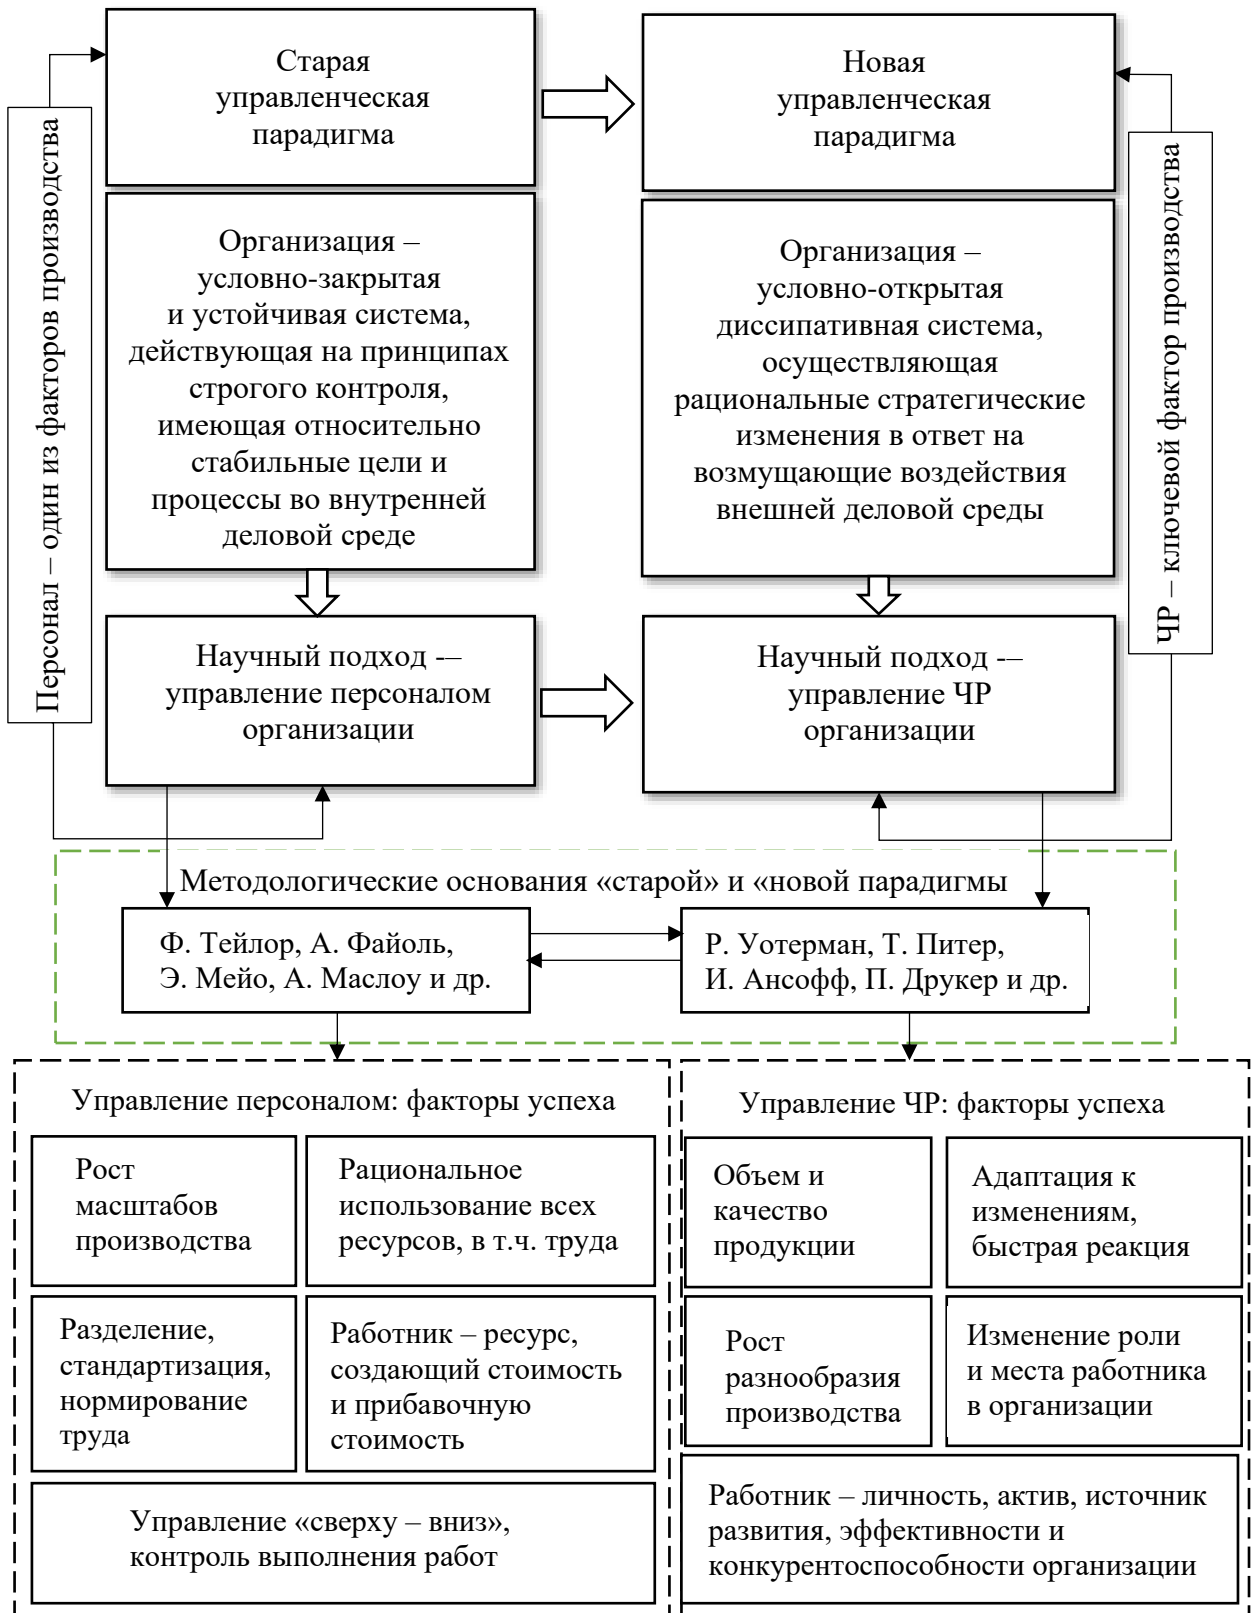 Старая
управленческая
парадигма
Новая
управленческая
парадигма
Персонал – один из факторов производства
ЧР – ключевой фактор производства
Организация –
условно-закрытая
и устойчивая система,
действующая на принципах
строгого контроля,
имеющая относительно
стабильные цели и
процессы во внутренней
деловой среде
Организация –
условно-открытая
диссипативная система,
осуществляющая
рациональные стратегические
изменения в ответ на
возмущающие воздействия
внешней деловой среды
Научный подход -–
управление персоналом
организации
Научный подход -–
управление ЧР
организации
Методологические основания «старой» и «новой парадигмы
Ф. Тейлор, А. Файоль,
Э. Мейо, А. Маслоу и др.
Р. Уотерман, Т. Питер,
И. Ансофф, П. Друкер и др.
Управление персоналом: факторы успеха
Рост
масштабов
производства
Рациональное
использование всех
ресурсов, в т.ч. труда
Разделение,
стандартизация,
нормирование
труда
Работник – ресурс,
создающий стоимость
и прибавочную
стоимость
Управление «сверху – вниз»,
контроль выполнения работ
Управление ЧР: факторы успеха
Объем и
качество
продукции
Адаптация к
изменениям,
быстрая реакция
Рост
разнообразия
производства
Изменение роли
и места работника
в организации
Работник – личность, актив, источник
развития, эффективности и
конкурентоспособности организации